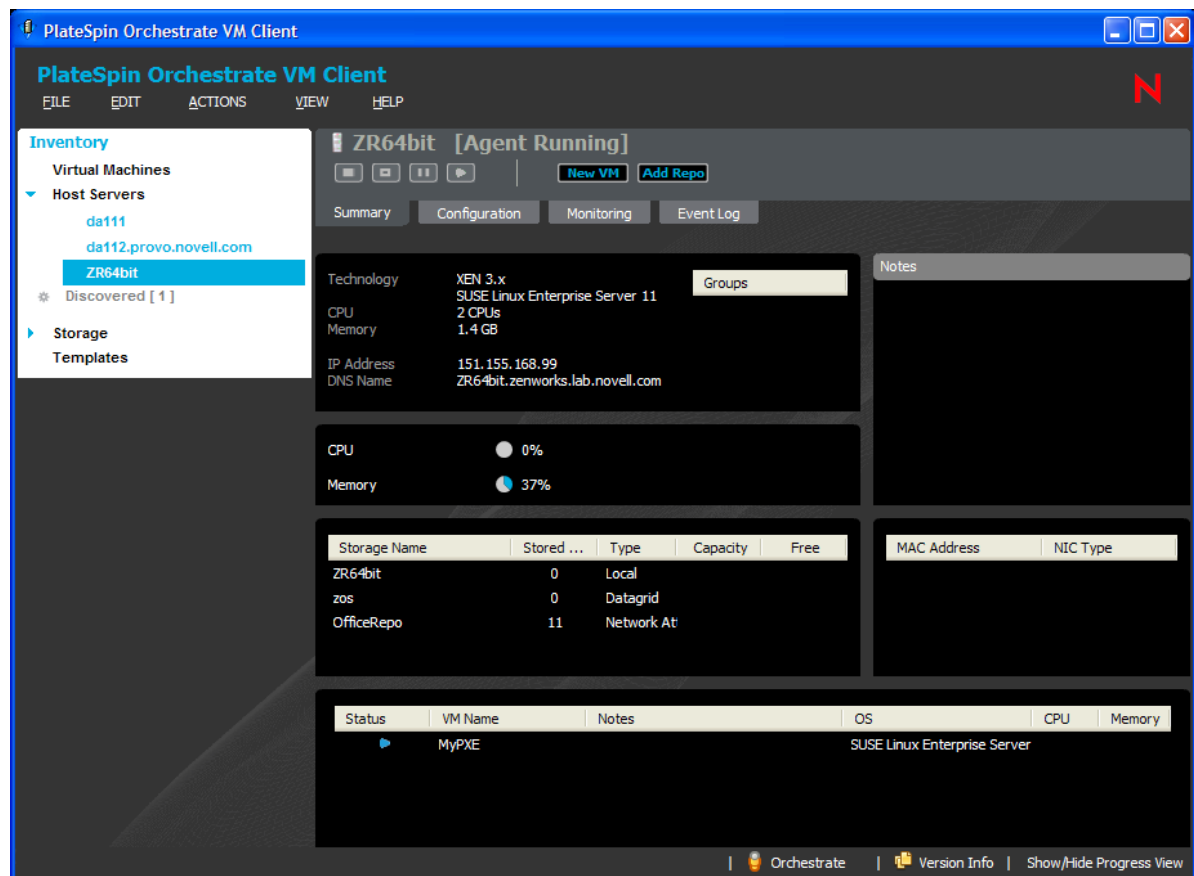 PlateSpin Orchestrate VM Client
PlateSpin Orchestrate VM Client
FILE EDIT ACTIONS VIEW HELP
N
Inventory
Virtual Machines
Host Servers
da111
da112.provo.novell.com
ZR64bit
Discovered [ 1 ]
Storage
Templates
ZR64bit [Agent Running]
New VM Add Repo
Summary Configuration Monitoring Event Log
Technology XEN 3.x
SUSE Linux Enterprise Server 11
CPU 2 CPUs
Memory 1.4 GB
IP Address 151.155.168.99
DNS Name ZR64bit.zenworks.lab.novell.com
Groups
Notes
CPU 0%
Memory 37%
Storage Name Stored ... Type Capacity Free
ZR64bit 0 Local
zos 0 Datagrid
OfficeRepo 11 Network At
MAC Address NIC Type
Status VM Name Notes OS CPU Memory
MyPXE SUSE Linux Enterprise Server
| Orchestrate | Version Info | Show/Hide Progress View